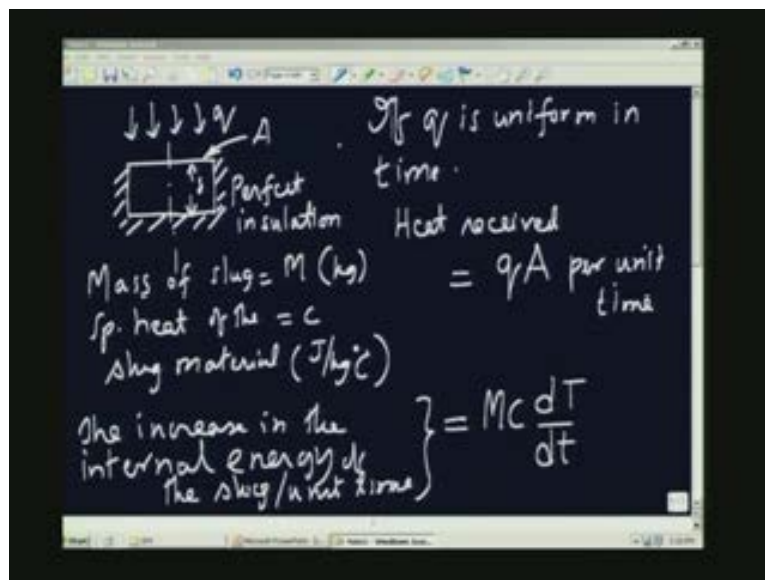 q
A
δ
Perfect
insulation
If q is uniform in
time.
Heat received
= qA per unit
time
Mass of slug = M (kg)
Sp. heat of the = c
slug material (J/kg°C)
The increase in the
internal energy of
the slug/unit time } = Mc dT/dt